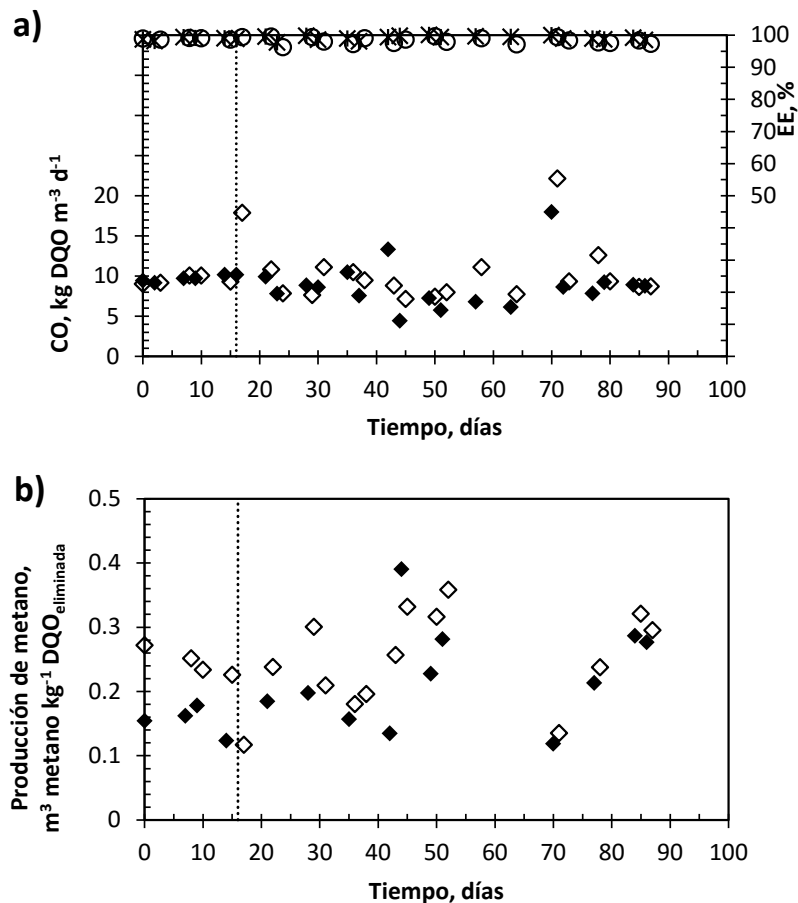 a)
100
100
90
80
70
60
50
EE, %
20
15
10
5
0
CO, kg DQO m⁻³ d⁻¹
0 10 20 30 40 50 60 70 80 90 100
Tiempo, días
b)
0.5
0.4
0.3
0.2
0.1
0
Producción de metano,
m³ metano kg⁻¹ DQOeliminada
0 10 20 30 40 50 60 70 80 90 100
Tiempo, días